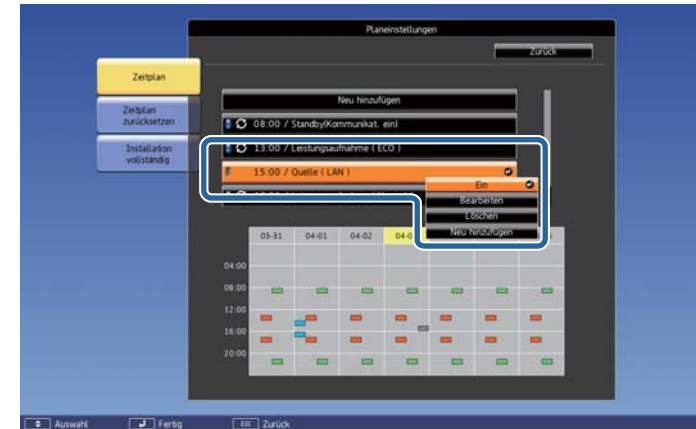 Planeinstellungen
Zurück
Zeitplan
Zeitplan
zurücksetzen
Installation
vollständig
Neu hinzufügen
08:00 / Standby(Kommunikat. ein)
13:00 / Leistungsaufnahme ( ECO )
15:00 / Quelle ( LAN )
Ein
Bearbeiten
Löschen
Neu hinzufügen
03-31 04-01 04-02
04:00
08:00
12:00
16:00
20:00
Auswahl Fertig Esc Zurück